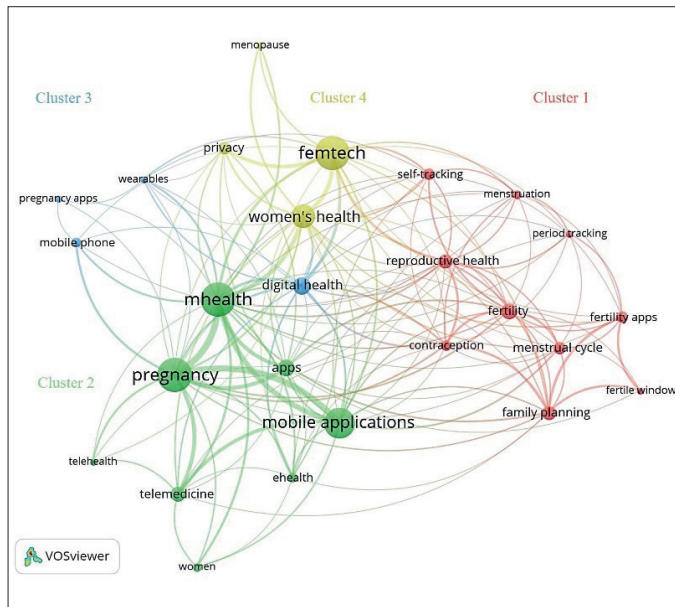 menopause
Cluster 3
Cluster 4
Cluster 1
privacy
femtech
wearables
self-tracking
pregnancy apps
menstruation
women's health
mobile phone
period tracking
reproductive health
digital health
mhealth
fertility
fertility apps
contraception
menstrual cycle
apps
pregnancy
Cluster 2
fertile window
mobile applications
family planning
telehealth
ehealth
telemedicine
VOSviewer
women